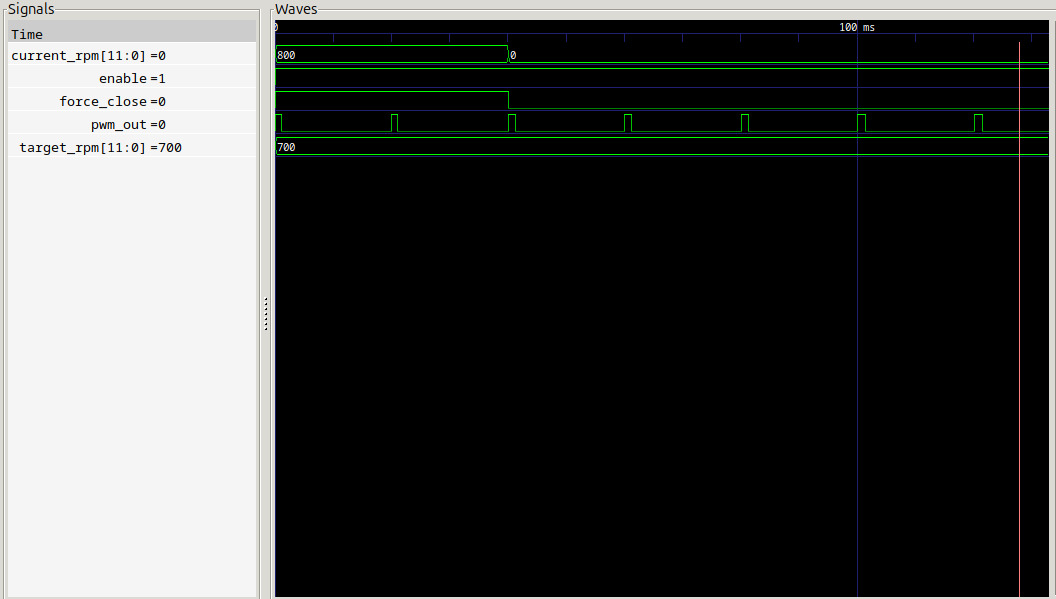 Signals
Waves
Time
0
100 ms
current_rpm[11:0] =0
800
0
enable =1
force_close =0
pwm_out =0
target_rpm[11:0] =700
700